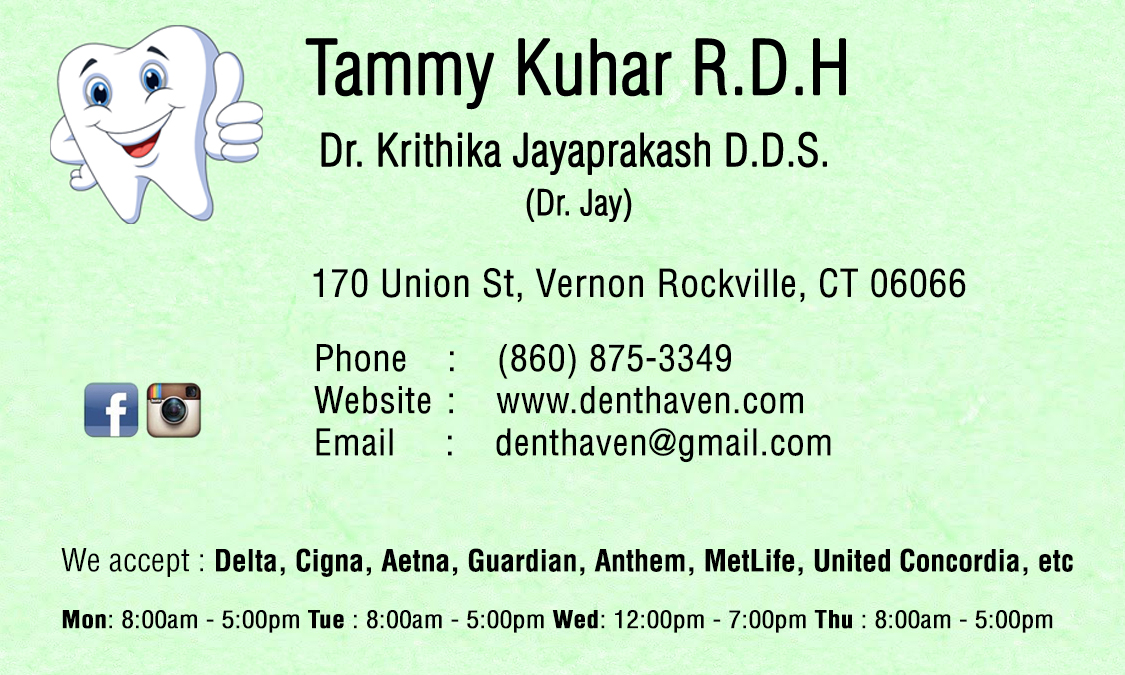 Tammy Kuhar R.D.H
Dr. Krithika Jayaprakash D.D.S.
(Dr. Jay)
170 Union St, Vernon Rockville, CT 06066
Phone : (860) 875-3349
Website : www.denthaven.com
Email : denthaven@gmail.com
We accept : Delta, Cigna, Aetna, Guardian, Anthem, MetLife, United Concordia, etc
Mon: 8:00am - 5:00pm Tue : 8:00am - 5:00pm Wed: 12:00pm - 7:00pm Thu : 8:00am - 5:00pm